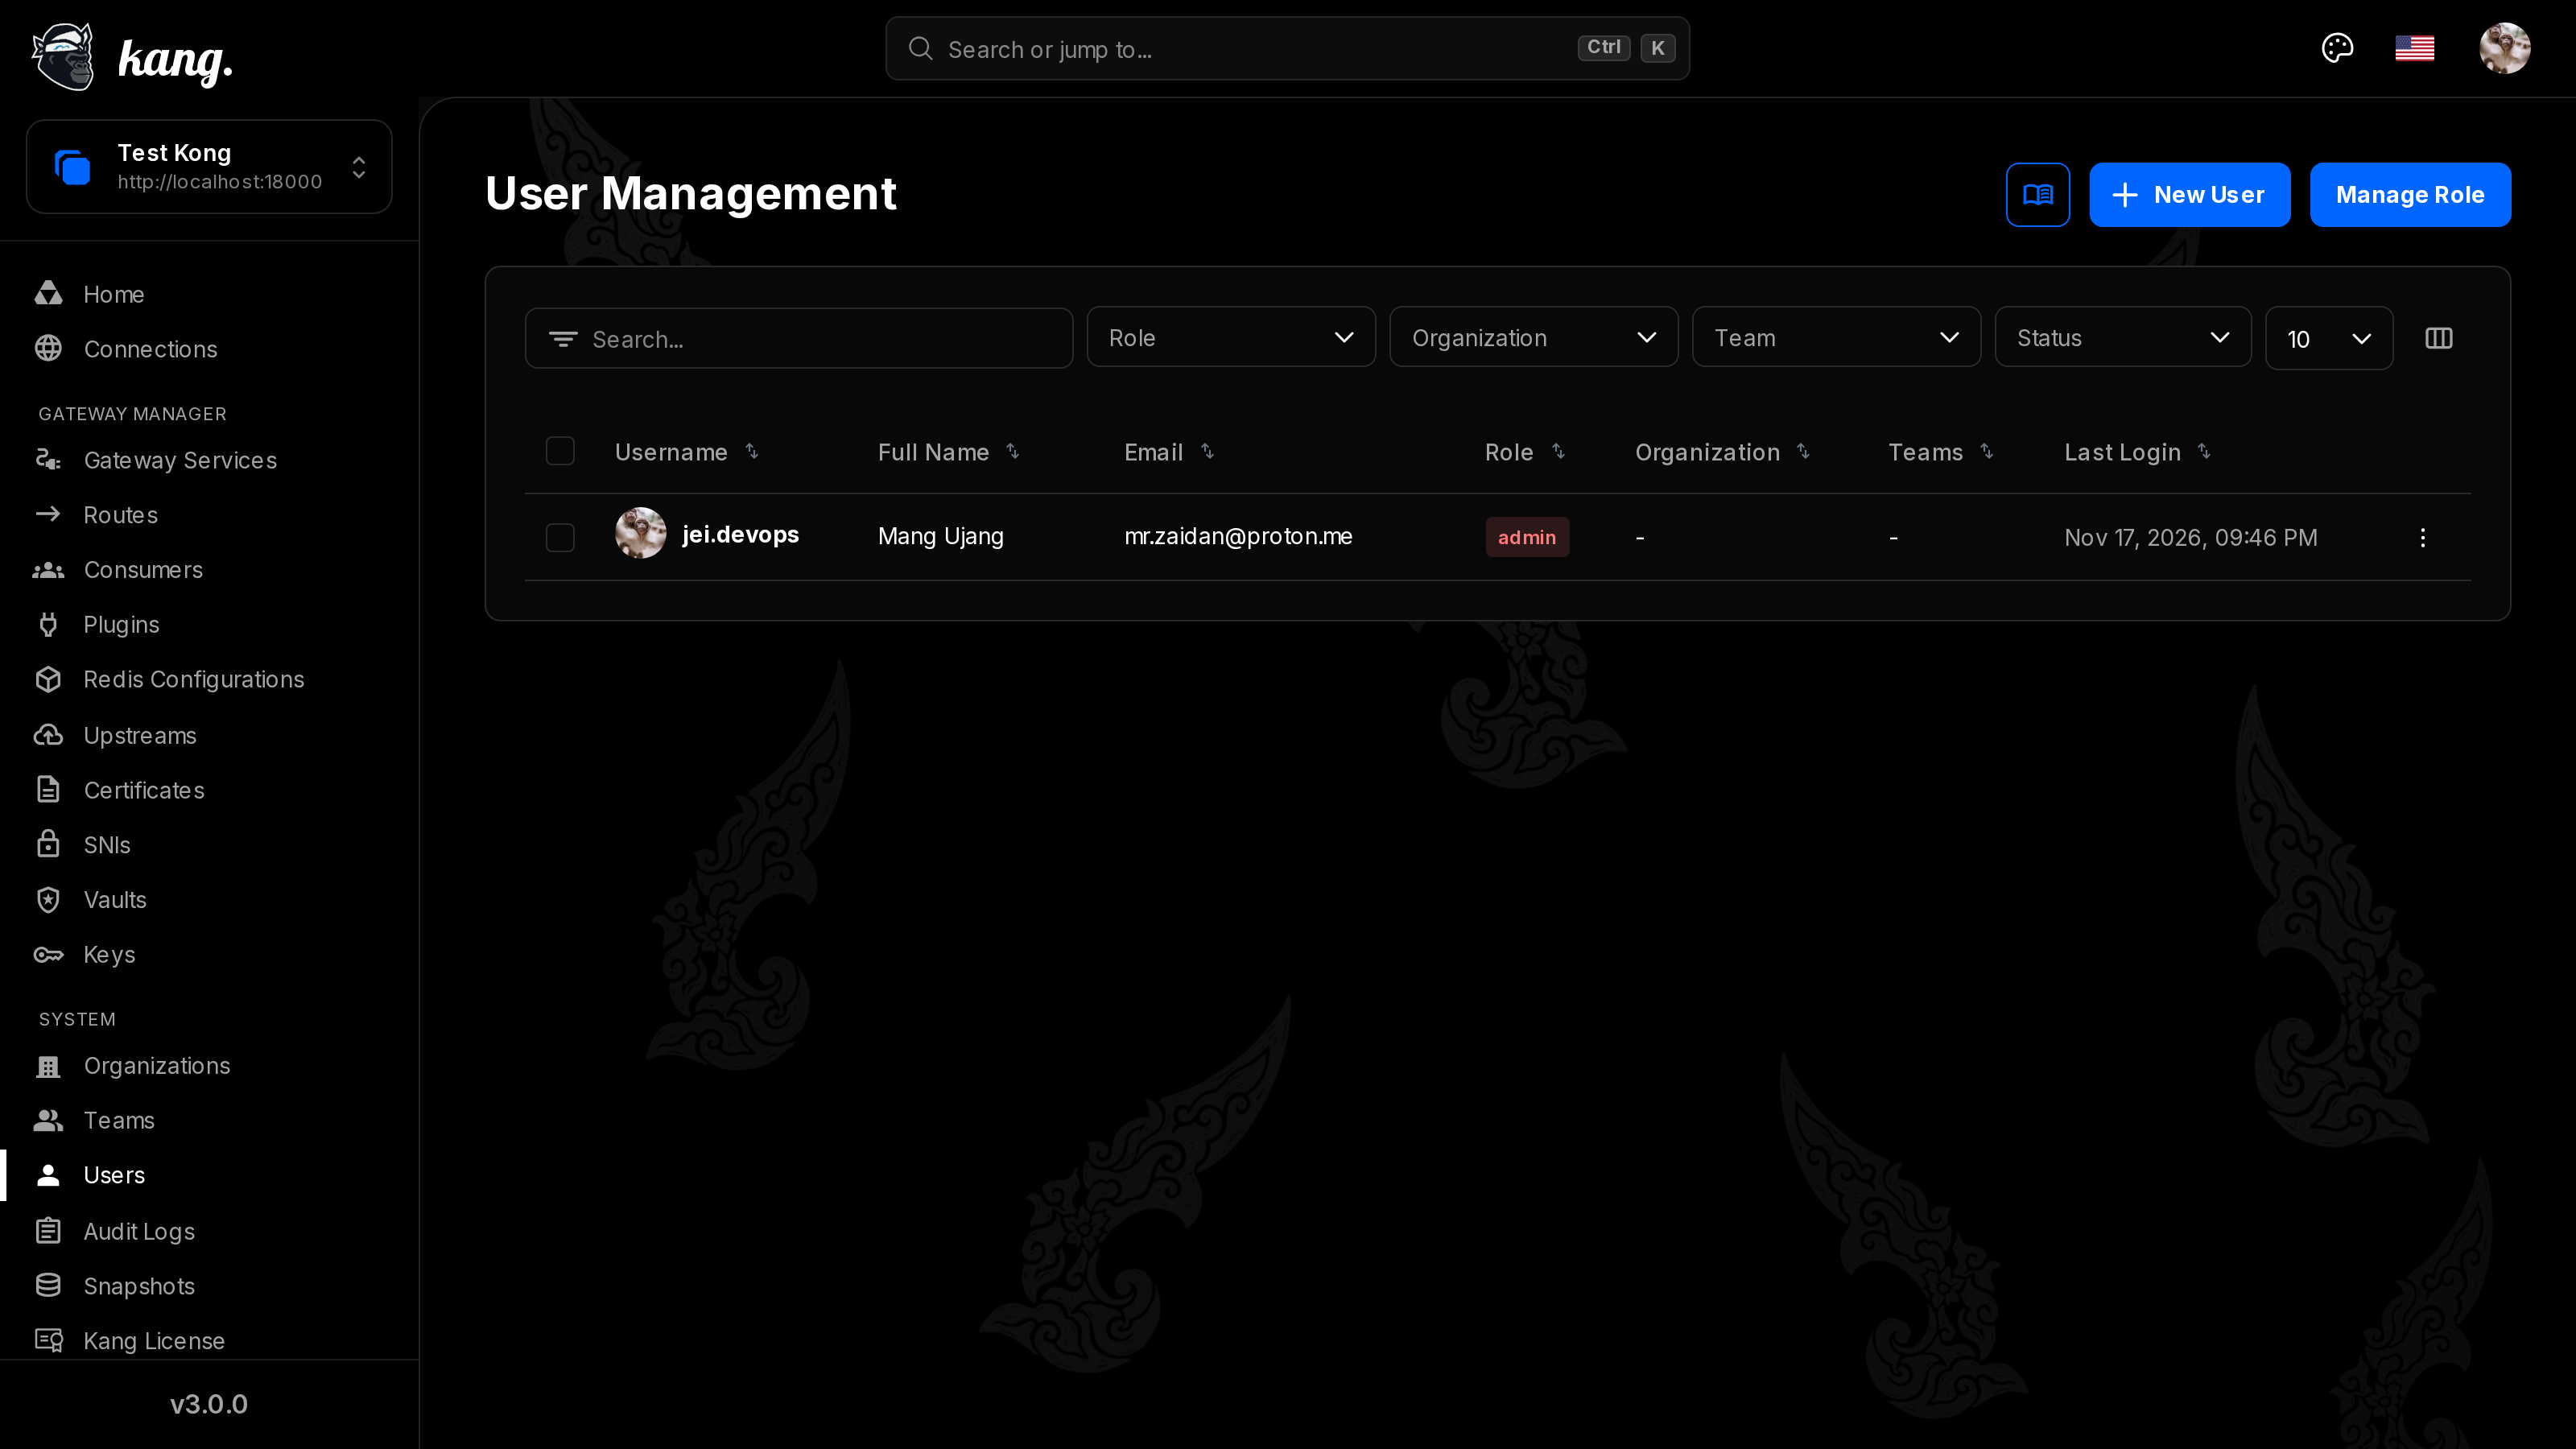 kang.
Search or jump to...
Ctrl
K
Test Kong
http://localhost:18000
Home
Connections
GATEWAY MANAGER
Gateway Services
Routes
Consumers
Plugins
Redis Configurations
Upstreams
Certificates
SNIs
Vaults
Keys
SYSTEM
Organizations
Teams
Users
Audit Logs
Snapshots
Kang License
v3.0.0
User Management
New User
Manage Role
Search...
Role
Organization
Team
Status
10
Username Full Name Email Role Organization Teams Last Login
jei.devops Mang Ujang mr.zaidan@proton.me admin - - Nov 17, 2026, 09:46 PM